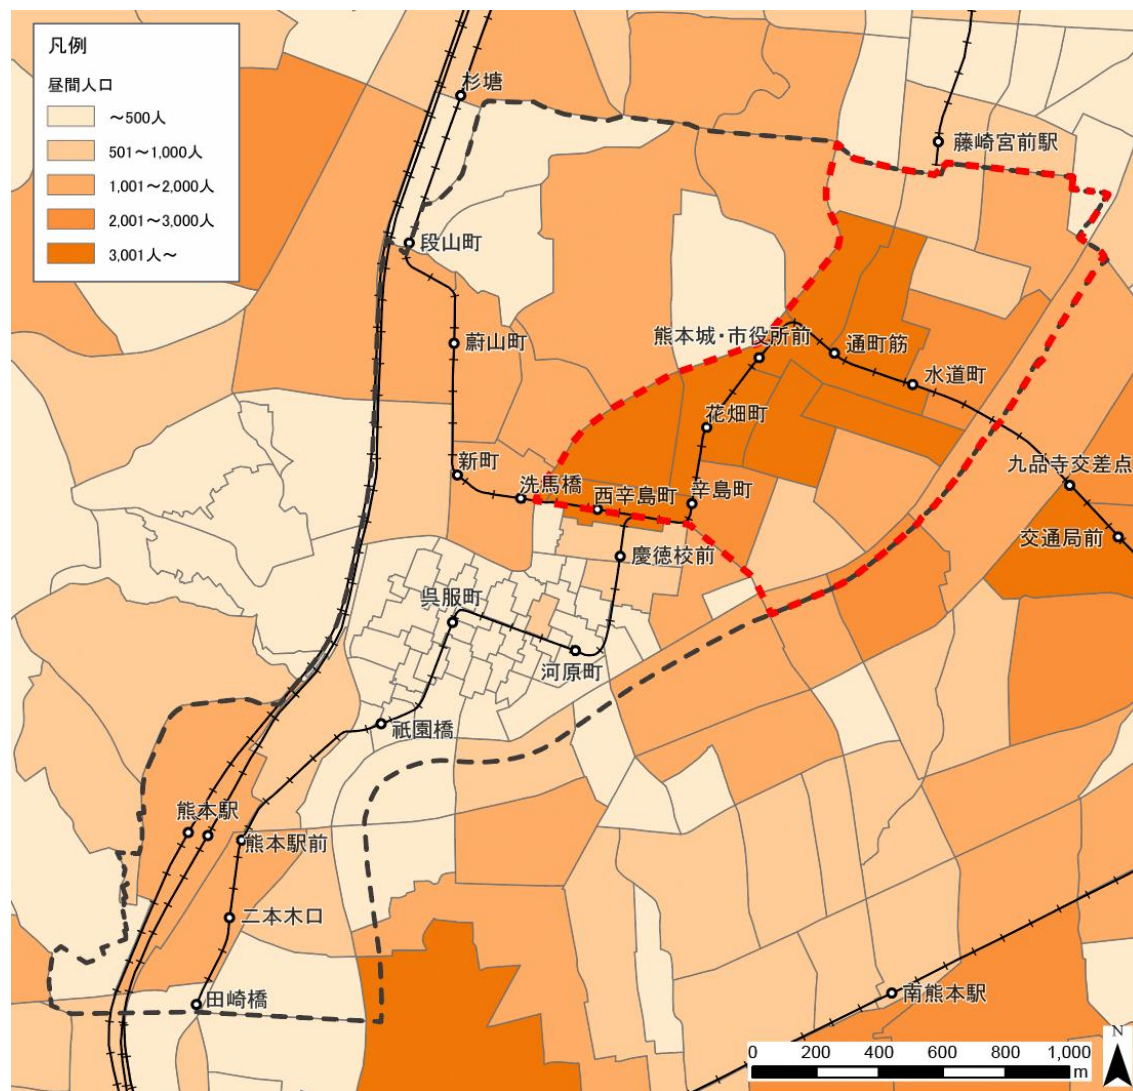 凡例
昼間人口
～500人
501～1,000人
1,001～2,000人
2,001～3,000人
3,001人～
杉塘
藤崎宮前駅
段山町
蔚山町
熊本城・市役所前
通町筋
水道町
花畑町
新町
洗馬橋
西辛島町
辛島町
九品寺交差点
交通局前
慶徳校前
呉服町
河原町
祇園橋
熊本駅
熊本駅前
二本木口
田崎橋
南熊本駅
N
0 200 400 600 800 1,000
m